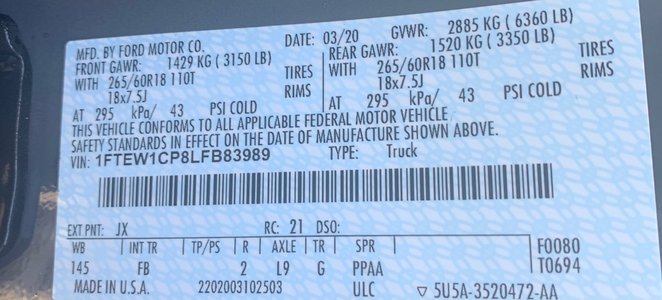 MFD. BY FORD MOTOR CO. DATE: 03/20 GVWR: 2885 KG (6360 LB)
FRONT GAWR: 1429 KG (3150 LB) REAR GAWR: 1520 KG (3350 LB)
WITH 265/60R18 110T TIRES WITH 265/60R18 110T TIRES
18x7.5J RIMS 18x7.5J RIMS
AT 295 kPa/ 43 PSI COLD AT 295 kPa/ 43 PSI COLD
THIS VEHICLE CONFORMS TO ALL APPLICABLE FEDERAL MOTOR VEHICLE
SAFETY STANDARDS IN EFFECT ON THE DATE OF MANUFACTURE SHOWN ABOVE.
VIN: 1FTEW1CP8LFB83989 TYPE: Truck
EXT PNT: JX RC: 21 DSO:
WB INT TR TP/PS R AXLE TR SPR F0080
145 FB 2 L9 G PPAA T0694
MADE IN U.S.A. 2202003102503 ULC ▽ 5U5A-3520472-AA